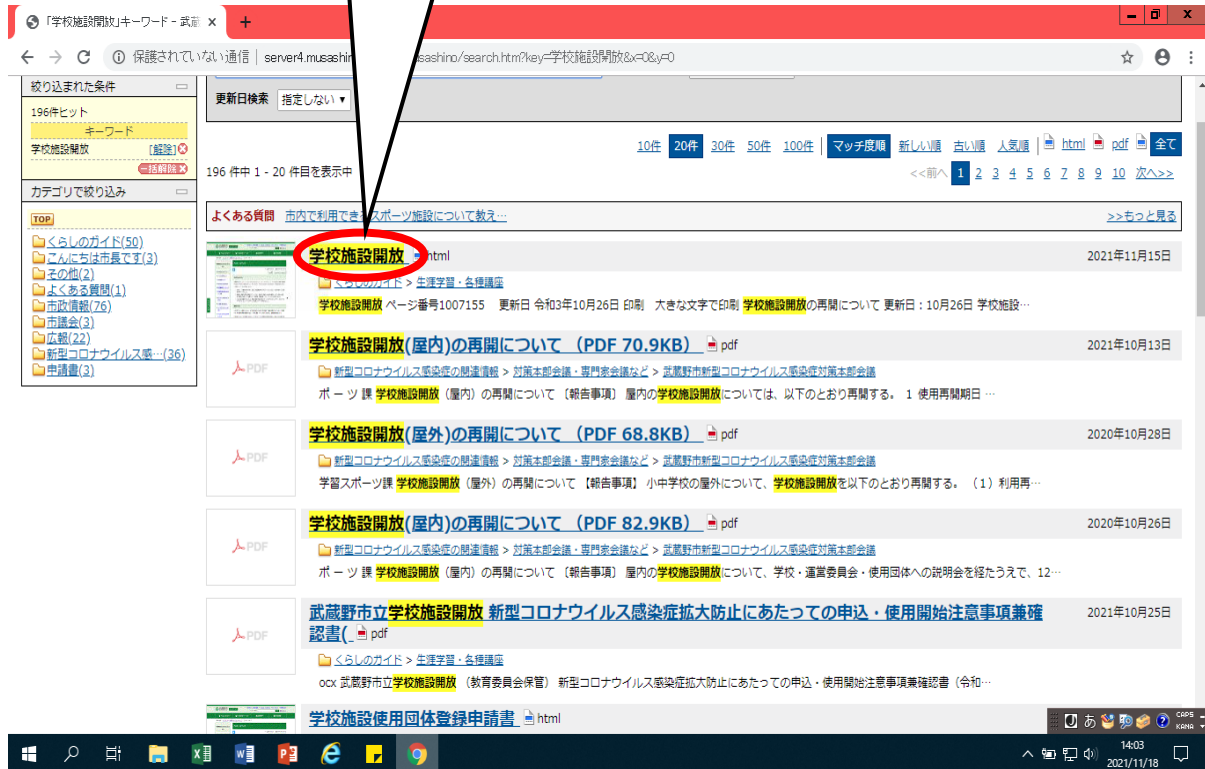 「学校施設開放」キーワード - 武蔵
保護されていない通信 | server4.musashin
sashino/search.htm?key=学校施設開放&x=0&y=0
絞り込まれた条件
196件ヒット
キーワード
学校施設開放 [解除]
一括解除
カテゴリで絞り込み
TOP
くらしのガイド(50)
こんにちは市長です(3)
その他(2)
よくある質問(1)
市政情報(76)
市議会(3)
広報(22)
新型コロナウイルス感…(36)
申請書(3)
更新日検索 指定しない▼
10件 20件 30件 50件 100件 | マッチ度順 新しい順 古い順 人気順 | html pdf 全て
196 件中 1 - 20 件目を表示中
<<前へ 1 2 3 4 5 6 7 8 9 10 次へ>>
よくある質問 市内で利用できるスポーツ施設について教え… >>もっと見る
学校施設開放 html 2021年11月15日
くらしのガイド > 生涯学習・各種講座
学校施設開放 ページ番号1007155 更新日 令和3年10月26日 印刷 大きな文字で印刷 学校施設開放の再開について 更新日：10月26日 学校施設…
PDF
学校施設開放(屋内)の再開について （PDF 70.9KB） pdf 2021年10月13日
新型コロナウイルス感染症の関連情報 > 対策本部会議・専門家会議など > 武蔵野市新型コロナウイルス感染症対策本部会議
ポ ー ツ 課 学校施設開放（屋内）の再開について 〔報告事項〕 屋内の学校施設開放については、以下のとおり再開する。 1 使用再開期日 …
PDF
学校施設開放(屋外)の再開について （PDF 68.8KB） pdf 2020年10月28日
新型コロナウイルス感染症の関連情報 > 対策本部会議・専門家会議など > 武蔵野市新型コロナウイルス感染症対策本部会議
学習スポーツ課 学校施設開放（屋外）の再開について 【報告事項】 小中学校の屋外について、学校施設開放を以下のとおり再開する。 （１）利用再…
PDF
学校施設開放(屋内)の再開について （PDF 82.9KB） pdf 2020年10月26日
新型コロナウイルス感染症の関連情報 > 対策本部会議・専門家会議など > 武蔵野市新型コロナウイルス感染症対策本部会議
ポ ー ツ 課 学校施設開放（屋内）の再開について 〔報告事項〕 屋内の学校施設開放について、学校・運営委員会・使用団体への説明会を経たうえで、12…
PDF
武蔵野市立学校施設開放 新型コロナウイルス感染症拡大防止にあたっての申込・使用開始注意事項兼確 2021年10月25日
認書( pdf
くらしのガイド > 生涯学習・各種講座
ocx 武蔵野市立学校施設開放 （教育委員会保管） 新型コロナウイルス感染症拡大防止にあたっての申込・使用開始注意事項兼確認書（令和…
学校施設使用団体登録申請書 html
あ CAPS
KANA
14:03
2021/11/18